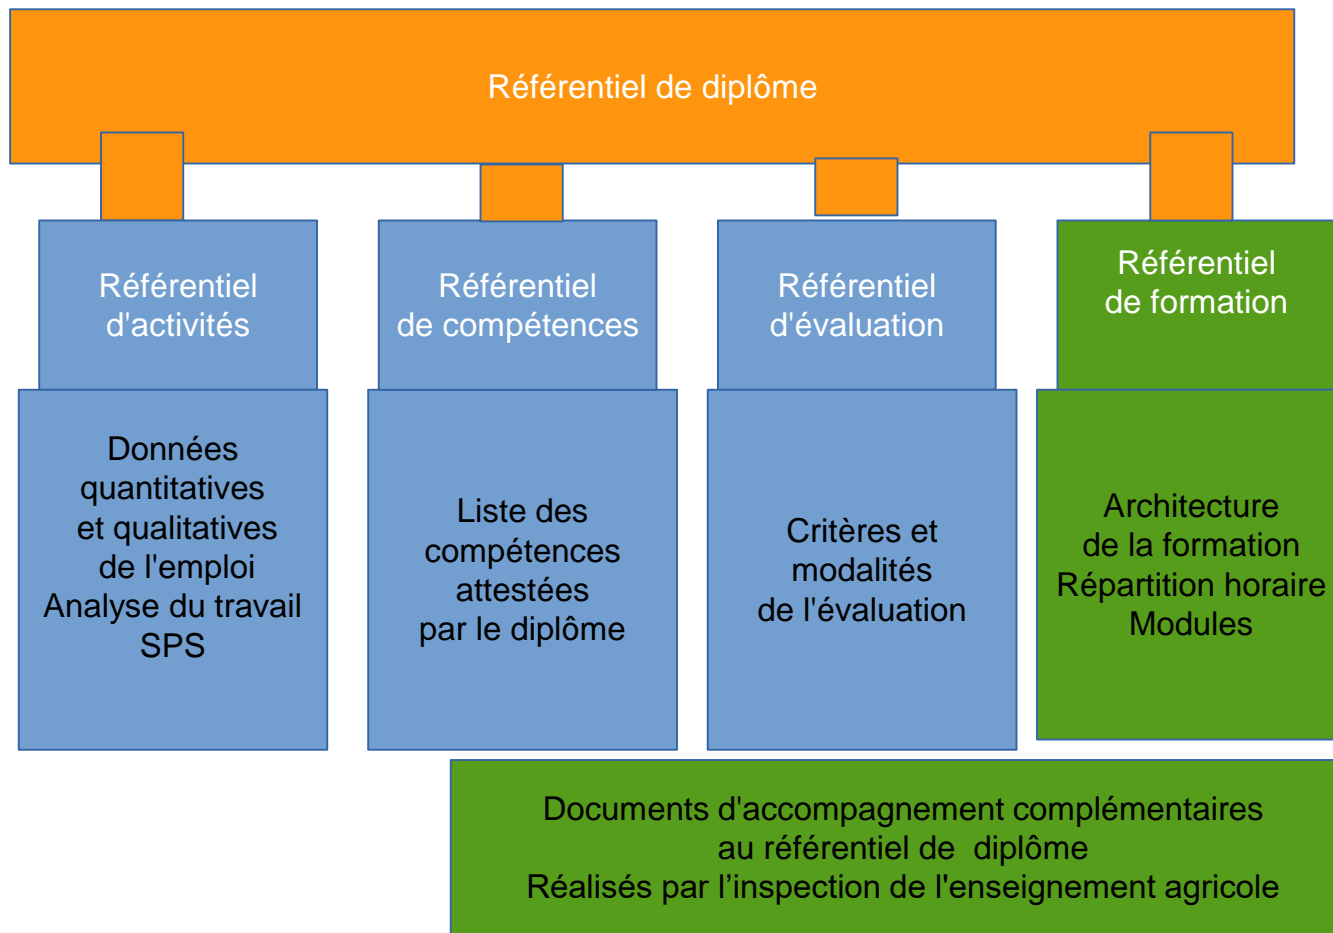 Référentiel de diplôme
Référentiel
d'activités
Référentiel
de compétences
Référentiel
d'évaluation
Référentiel
de formation
Données
quantitatives
et qualitatives
de l'emploi
Analyse du travail
SPS
Liste des
compétences
attestées
par le diplôme
Critères et
modalités
de l'évaluation
Architecture
de la formation
Répartition horaire
Modules
Documents d'accompagnement complémentaires
au référentiel de diplôme
Réalisés par l’inspection de l'enseignement agricole